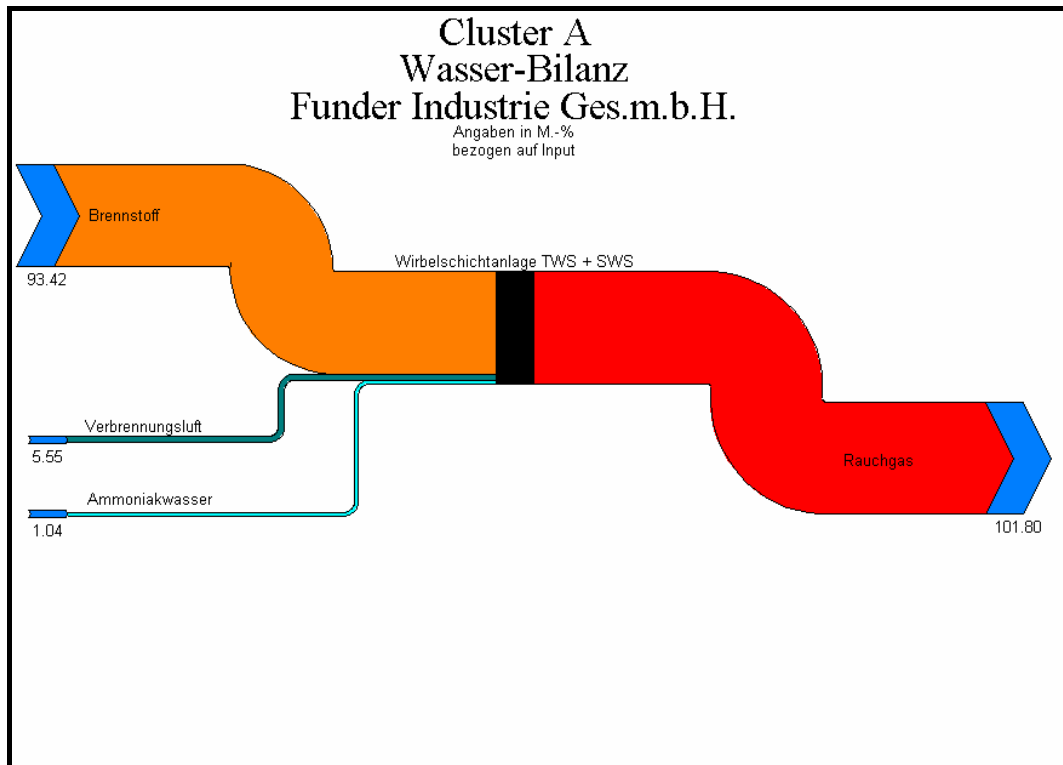 Cluster A
Wasser-Bilanz
Funder Industrie Ges.m.b.H.
Angaben in M.-%
bezogen auf Input
Brennstoff
93.42
Wirbelschichtanlage TWS + SWS
Verbrennungsluft
5.55
Ammoniakwasser
1.04
Rauchgas
101.80